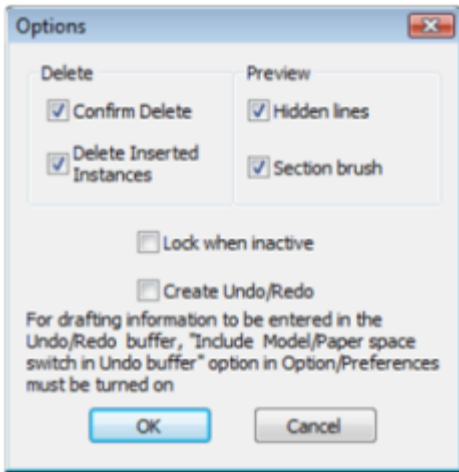 Options
Delete
Preview
Confirm Delete
Hidden lines
Delete Inserted
Instances
Section brush
Lock when inactive
Create Undo/Redo
For drafting information to be entered in the
Undo/Redo buffer, "Include Model/Paper space
switch in Undo buffer" option in Option/Preferences
must be turned on
OK
Cancel